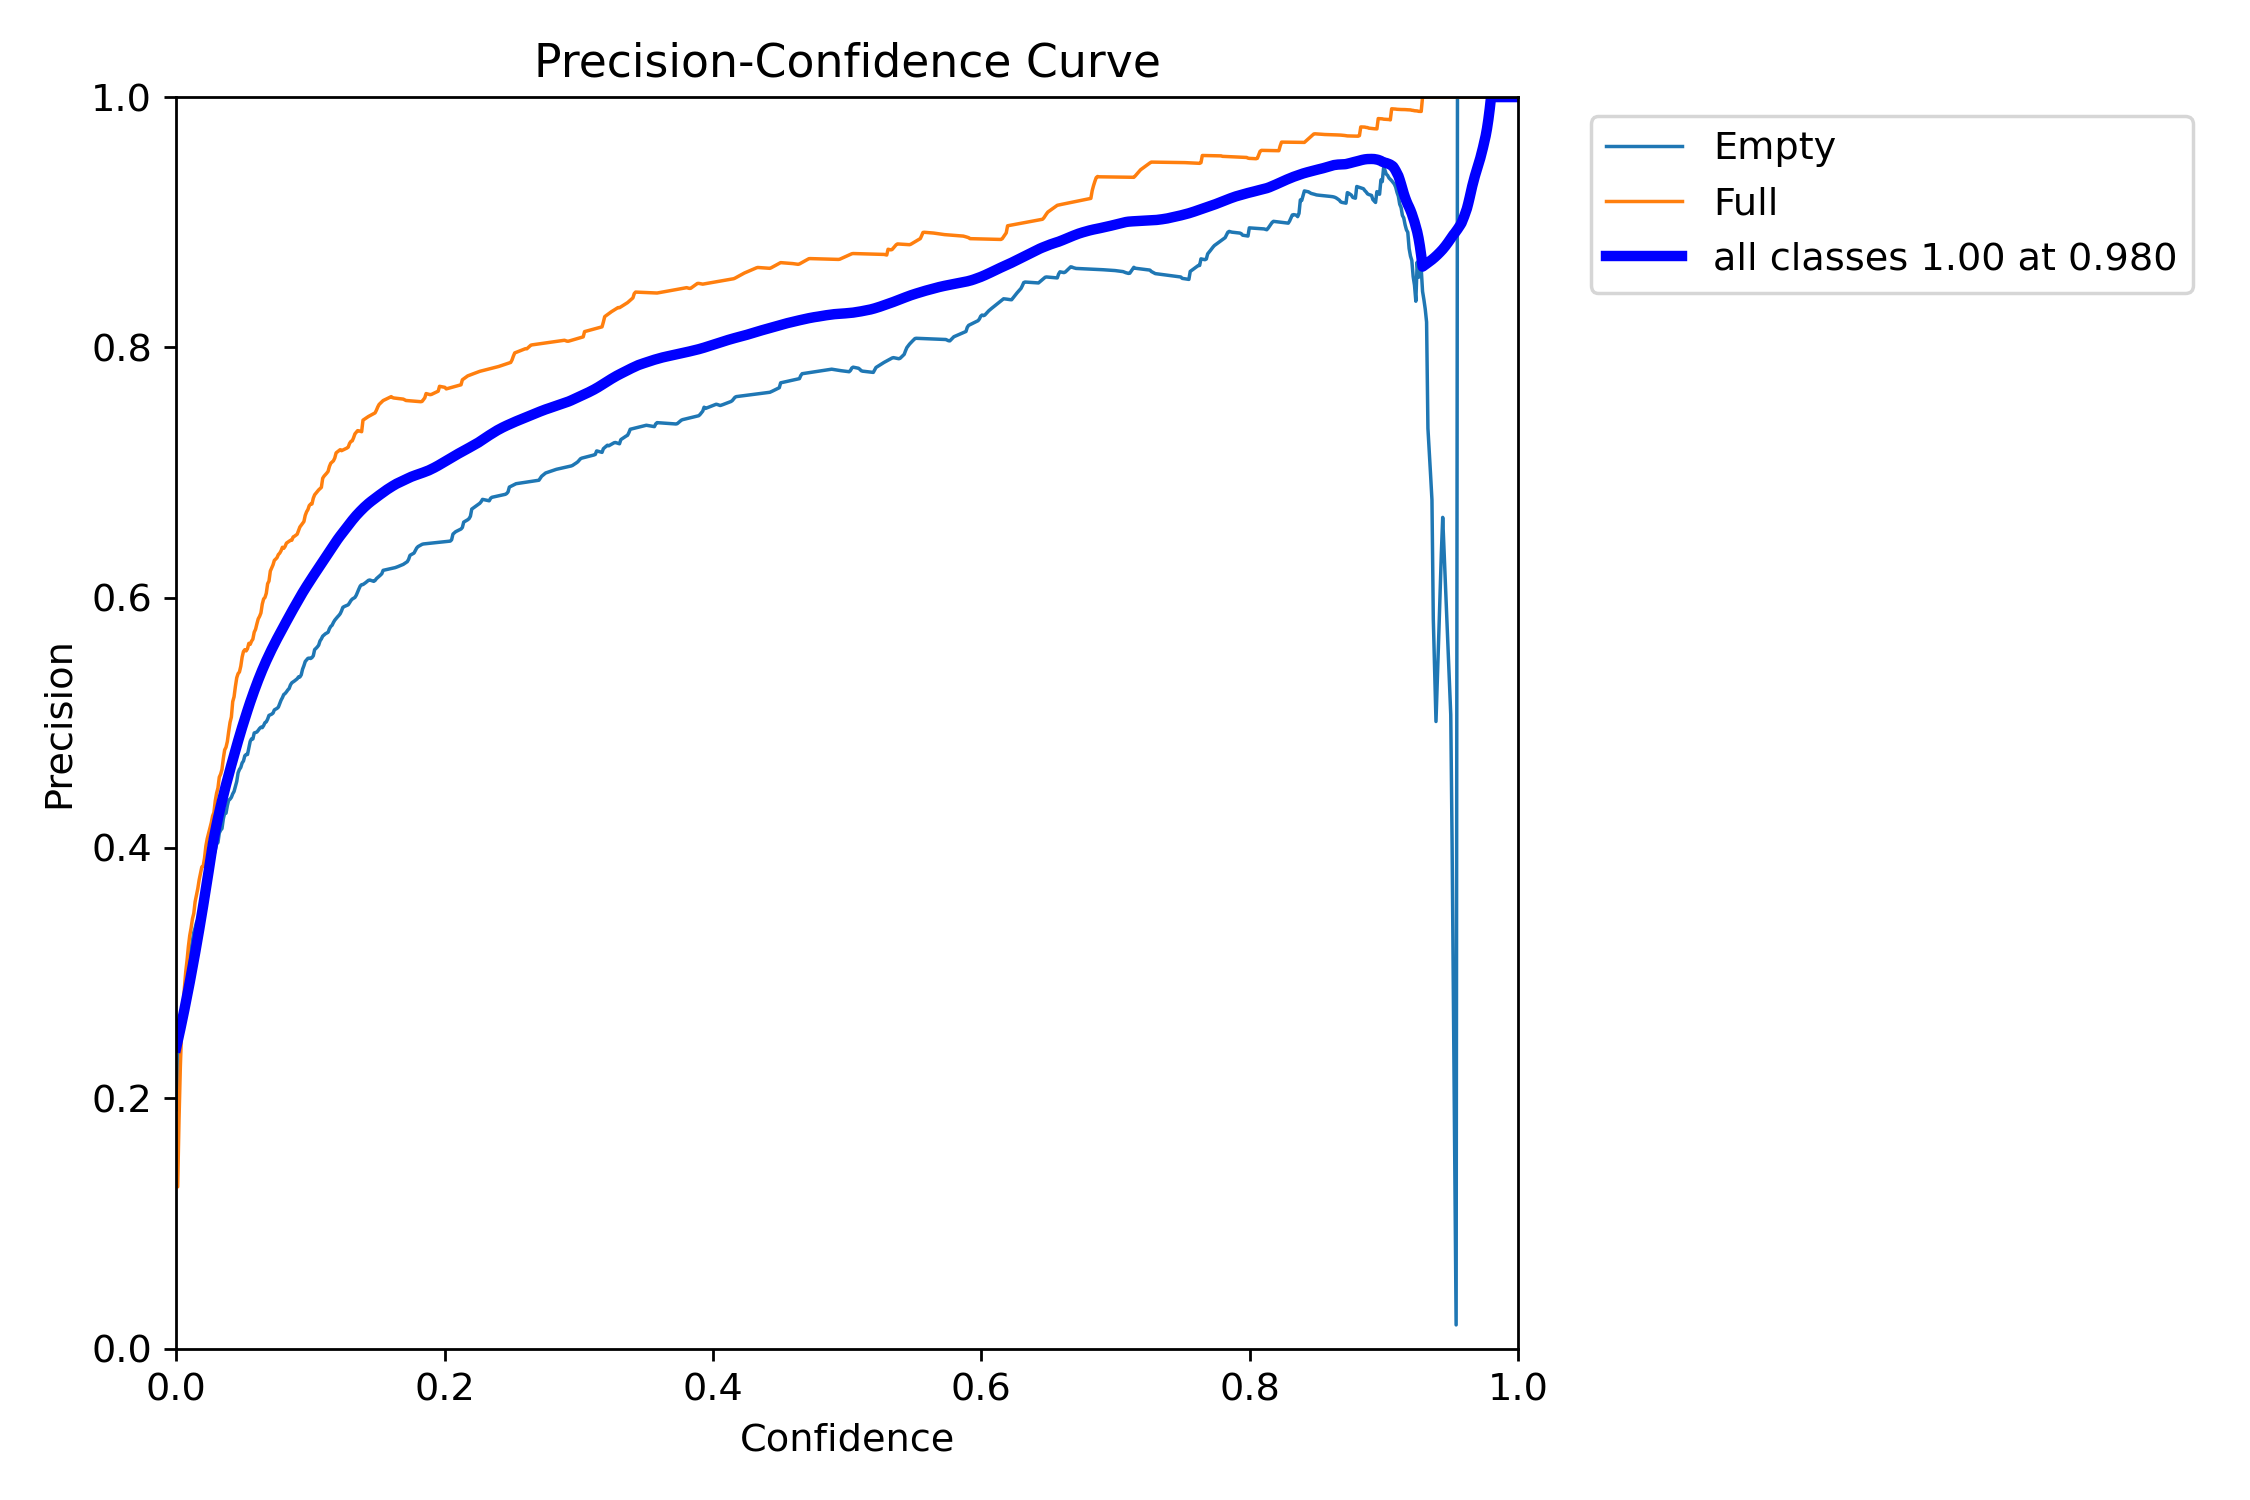 Precision-Confidence Curve
1.0
0.8
0.6
0.4
0.2
0.0
Precision
0.0 0.2 0.4 0.6 0.8 1.0
Confidence
Empty
Full
all classes 1.00 at 0.980